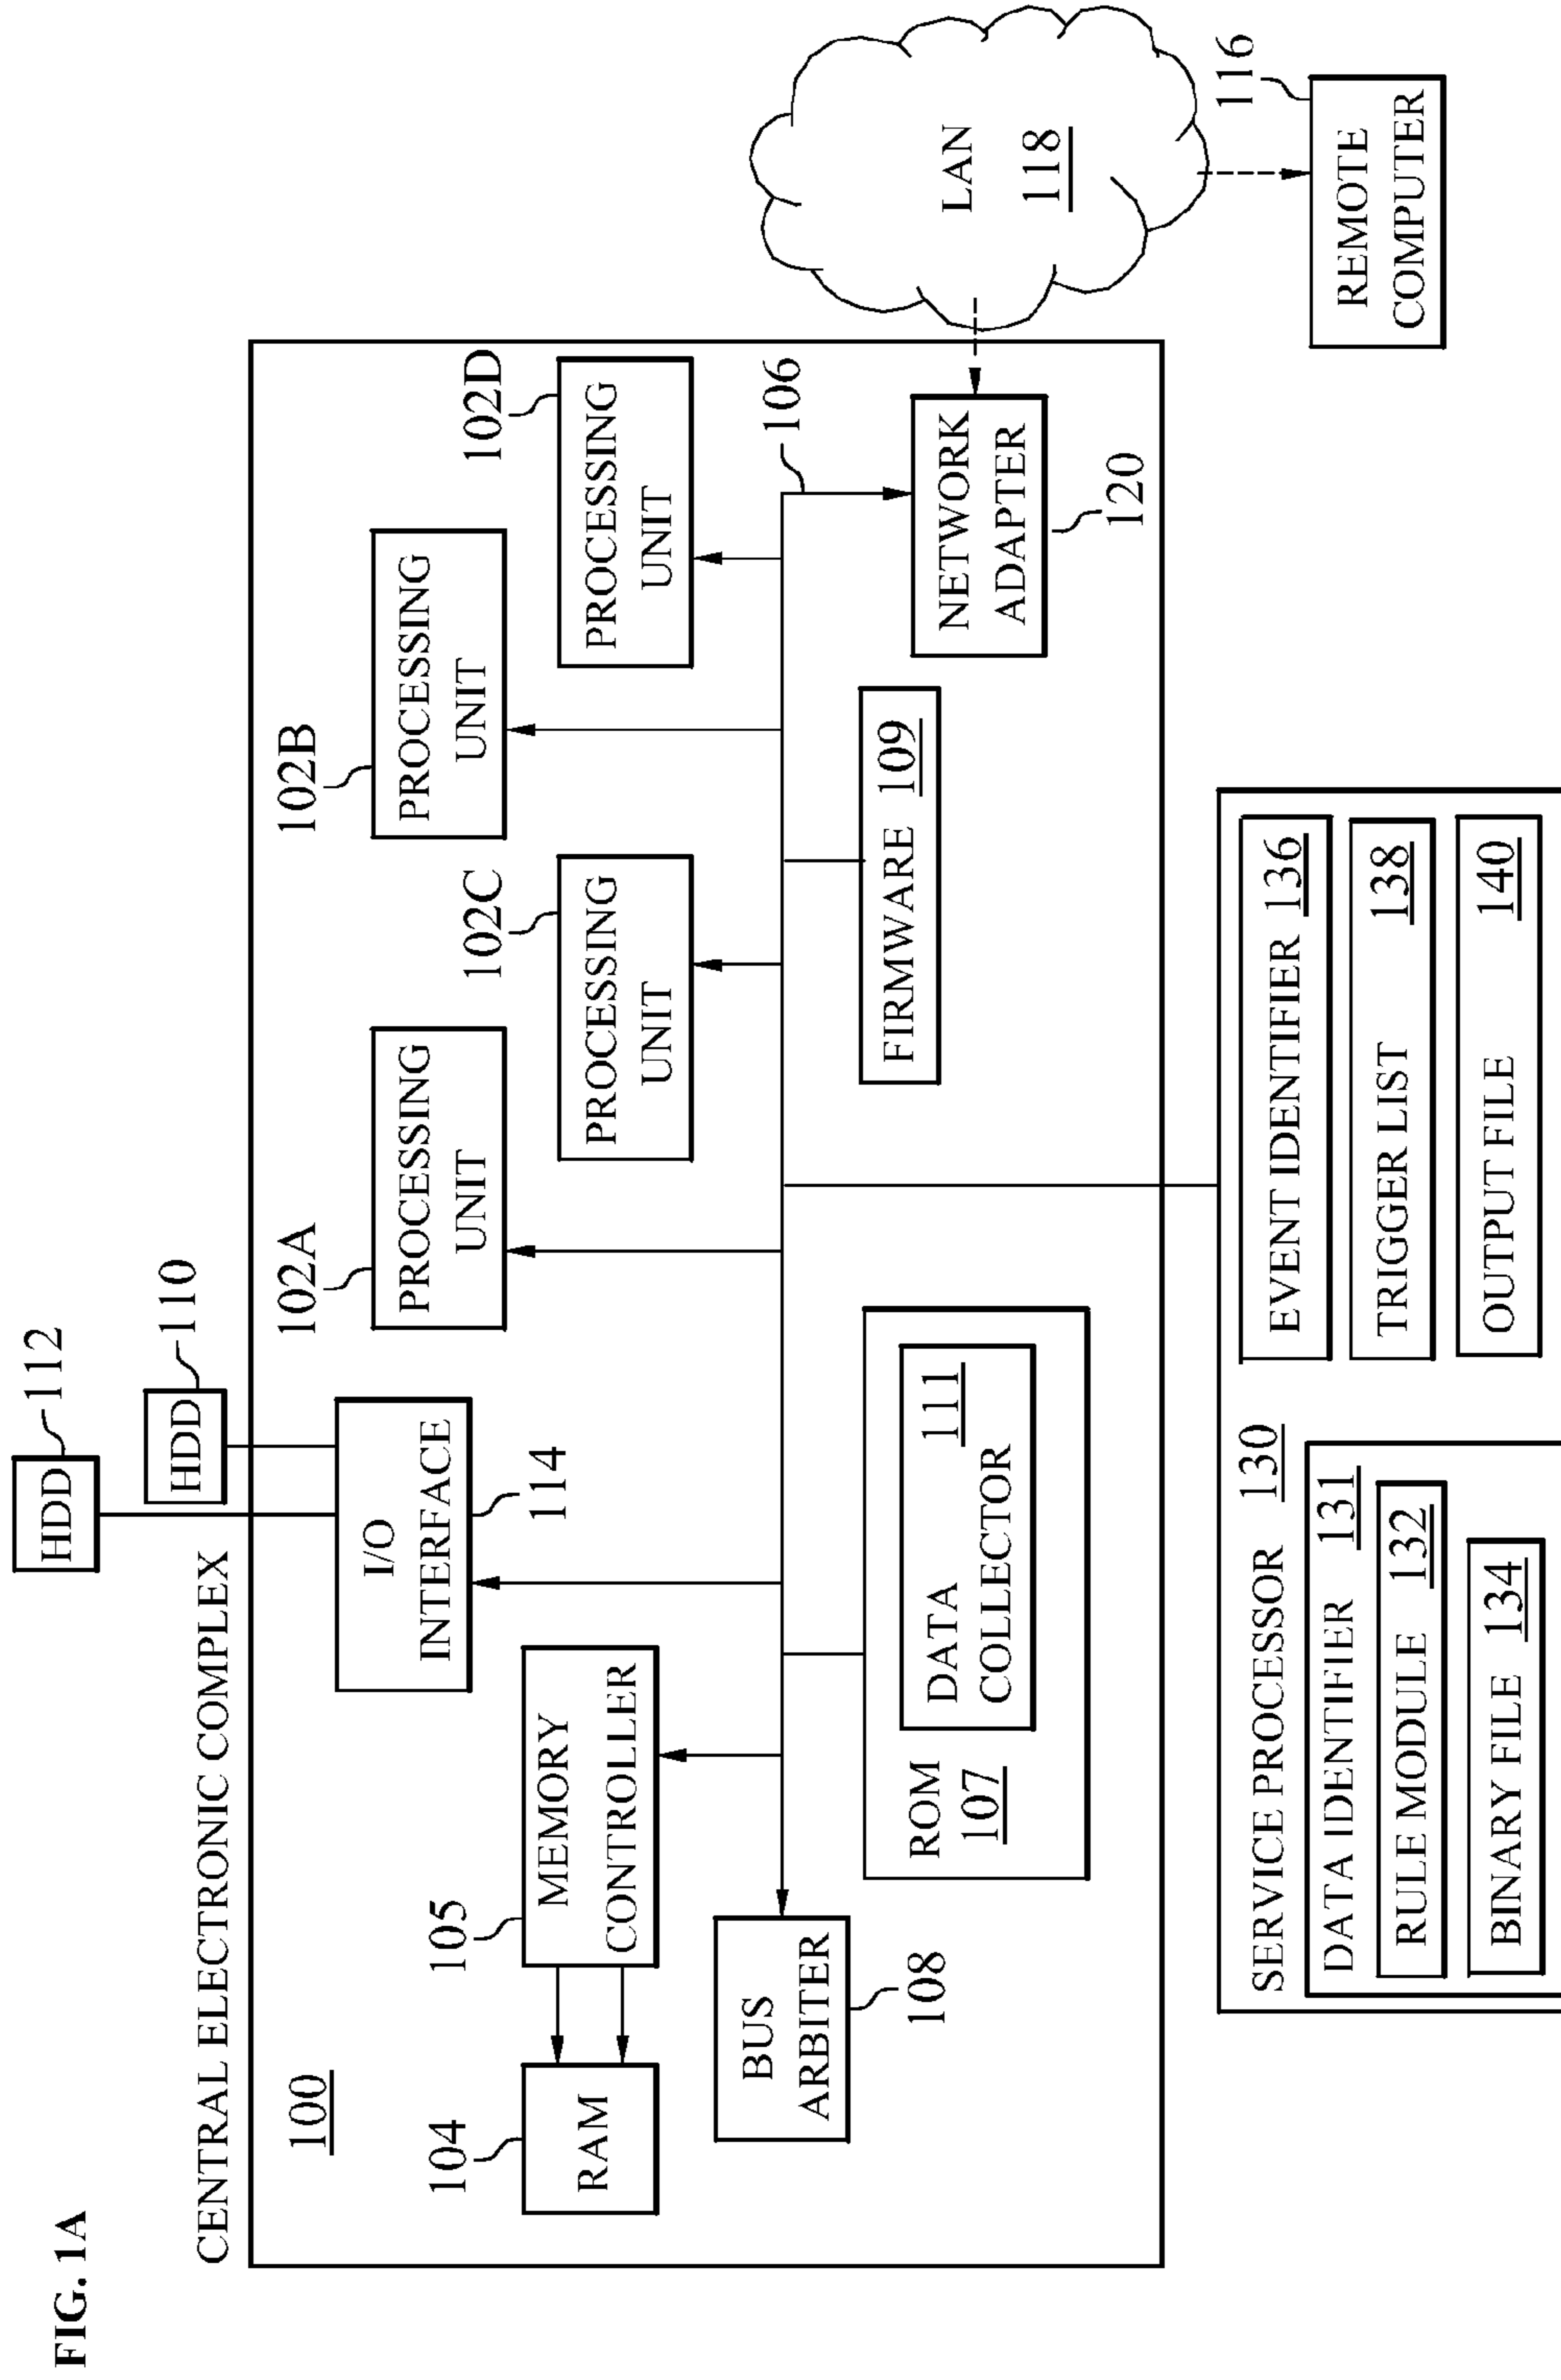 FIG. 1A
HDD
112
HDD
110
CENTRAL ELECTRONIC COMPLEX
100
I/O
INTERFACE
114
102A
PROCESSING
UNIT
102B
PROCESSING
UNIT
102C
PROCESSING
UNIT
102D
PROCESSING
UNIT
104
RAM
105
MEMORY
CONTROLLER
106
BUS
ARBITER
108
ROM
107
DATA
COLLECTOR
111
FIRMWARE 109
NETWORK
ADAPTER
120
LAN
118
116
REMOTE
COMPUTER
SERVICE PROCESSOR 130
DATA IDENTIFIER 131
RULE MODULE 132
BINARY FILE 134
EVENT IDENTIFIER 136
TRIGGER LIST 138
OUTPUT FILE 140